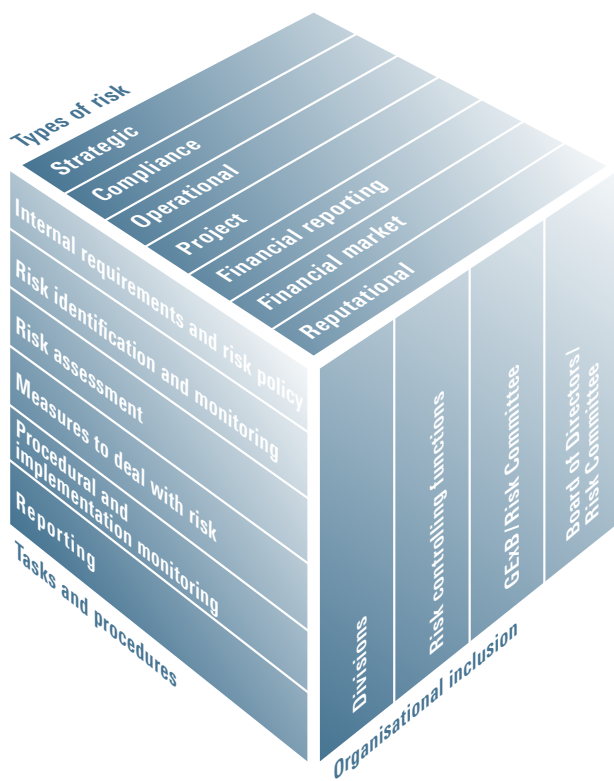 Types of risk
Strategic
Compliance
Operational
Project
Financial reporting
Financial market
Reputational
Internal requirements and risk policy
Risk identification and monitoring
Risk assessment
Measures to deal with risk
Procedural and
implementation monitoring
Reporting
Tasks and procedures
Divisions
Risk controlling functions
GExB/Risk Committee
Board of Directors/
Risk Committee
Organisational inclusion